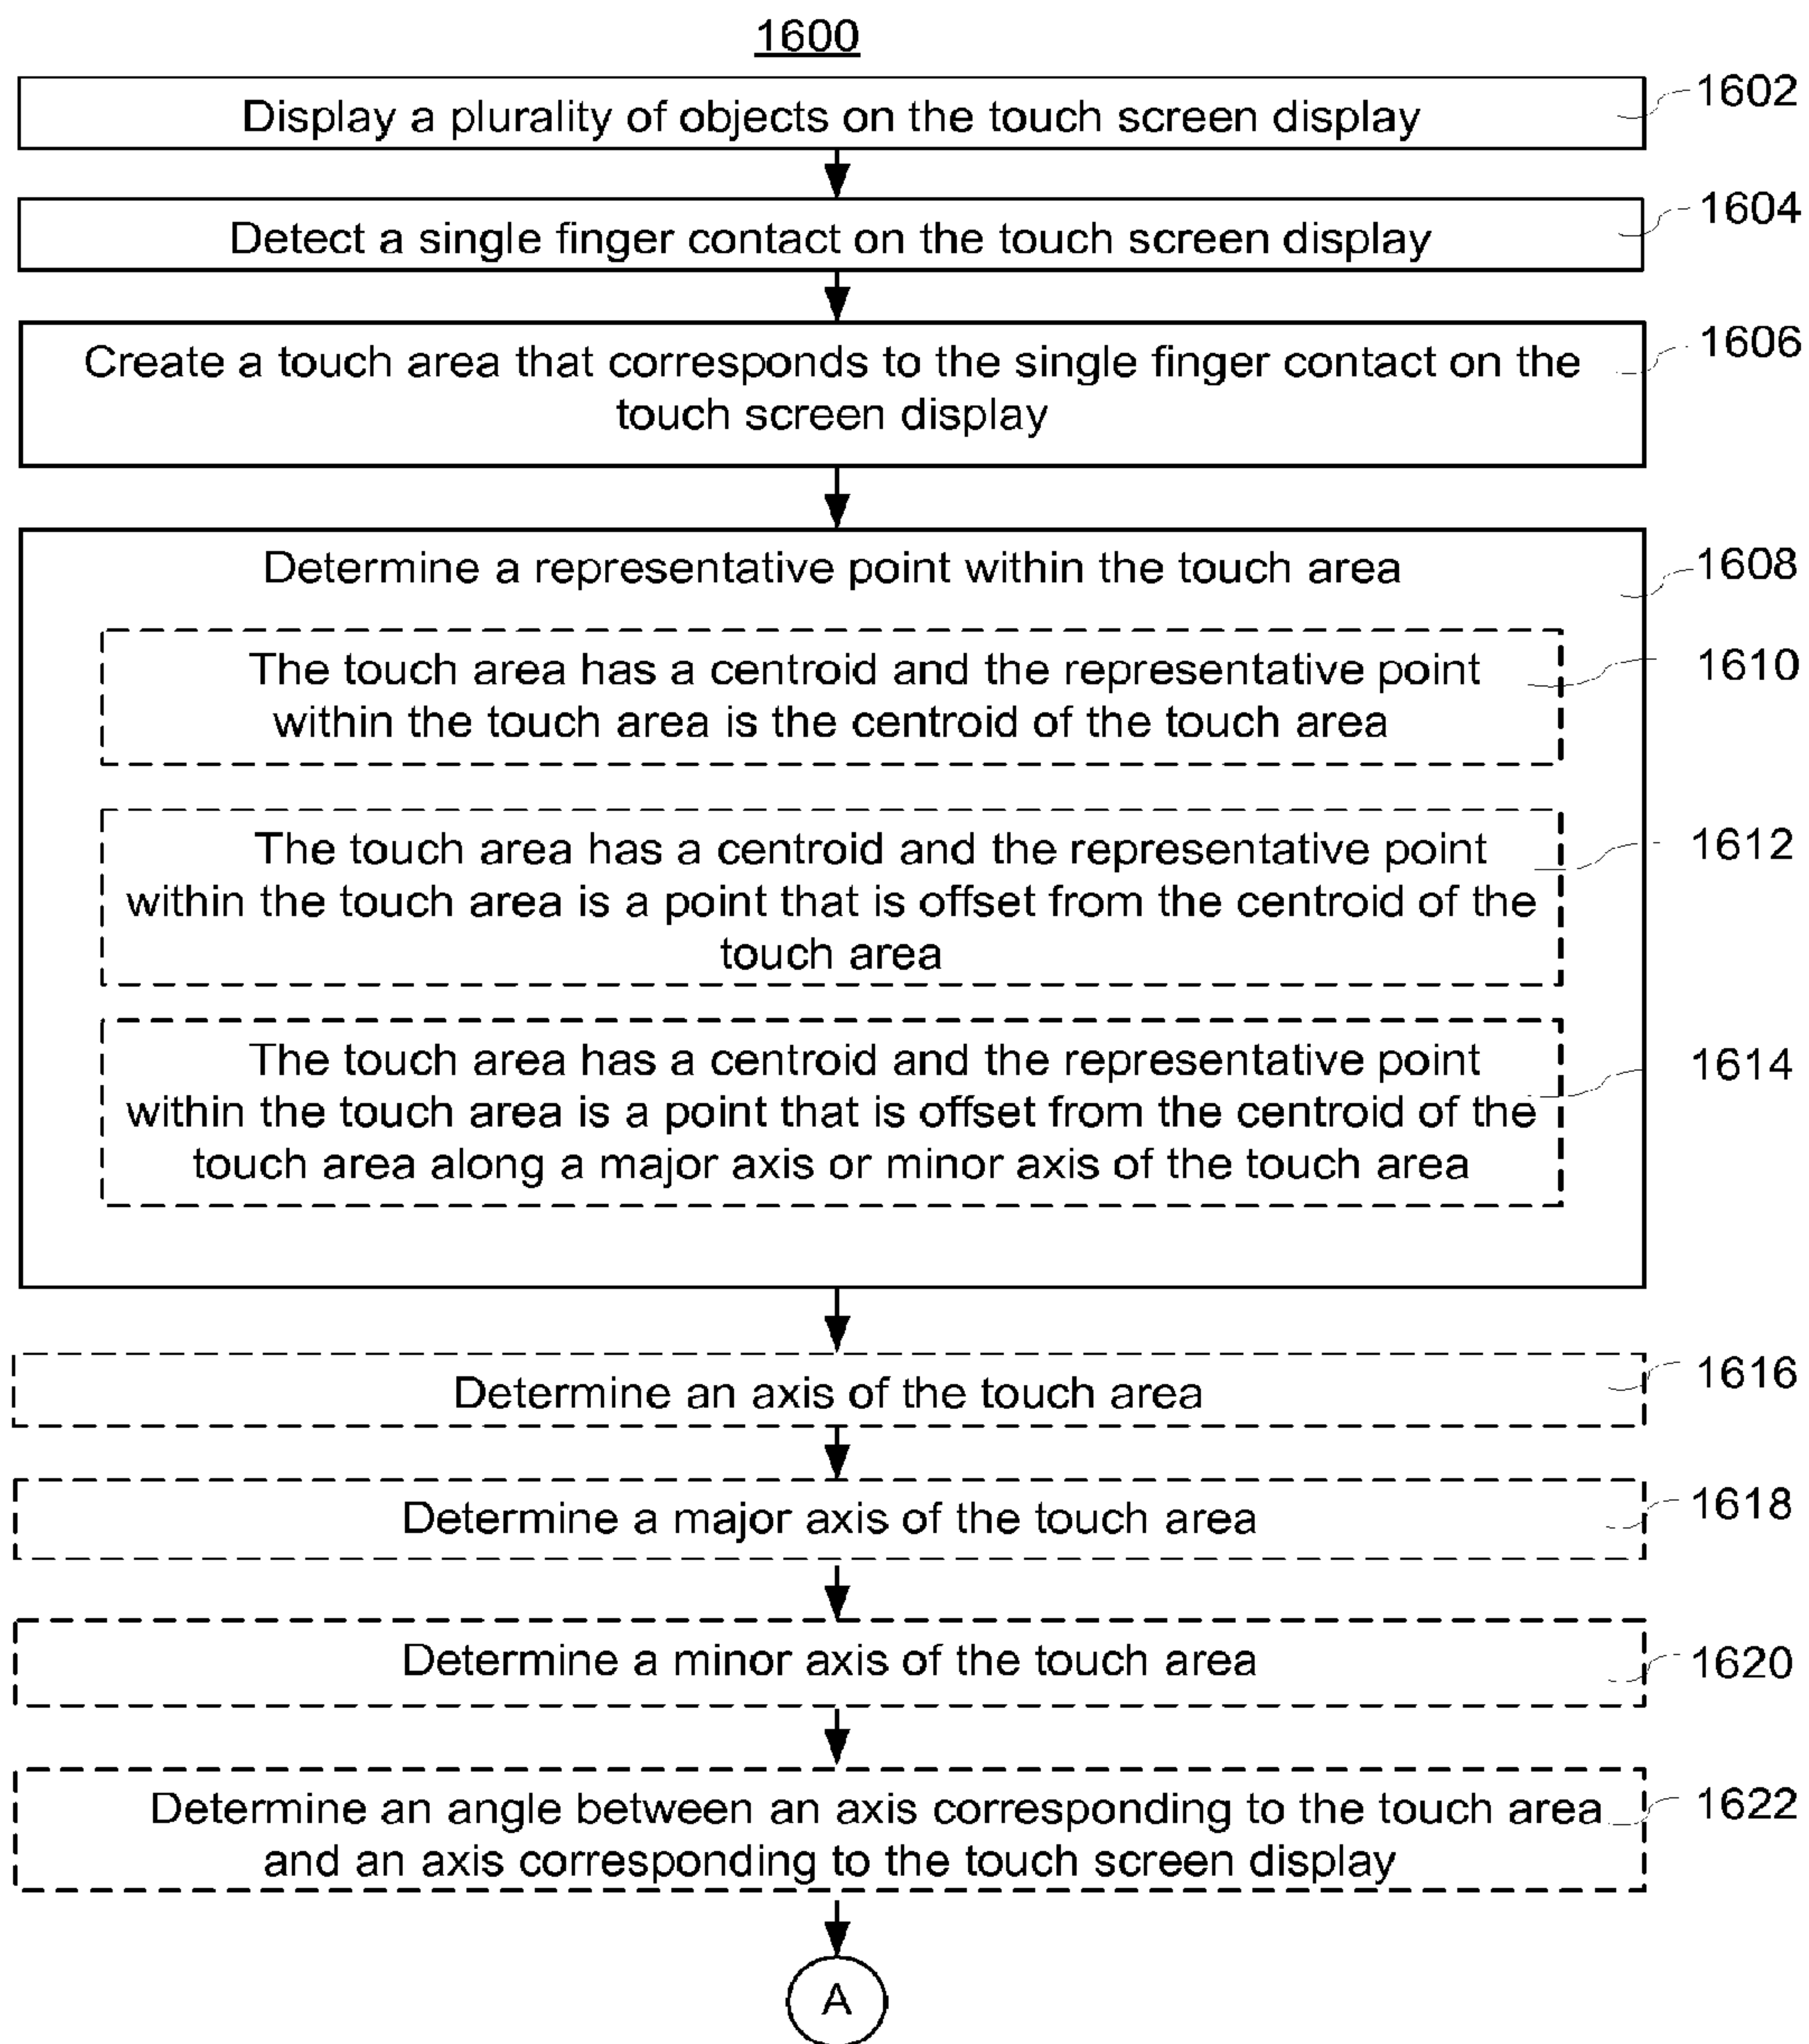 1600
Display a plurality of objects on the touch screen display
1602
Detect a single finger contact on the touch screen display
1604
Create a touch area that corresponds to the single finger contact on the
touch screen display
1606
Determine a representative point within the touch area
1608
The touch area has a centroid and the representative point
within the touch area is the centroid of the touch area
1610
The touch area has a centroid and the representative point
within the touch area is a point that is offset from the centroid of the
touch area
1612
The touch area has a centroid and the representative point
within the touch area is a point that is offset from the centroid of the
touch area along a major axis or minor axis of the touch area
1614
Determine an axis of the touch area
1616
Determine a major axis of the touch area
1618
Determine a minor axis of the touch area
1620
Determine an angle between an axis corresponding to the touch area
and an axis corresponding to the touch screen display
1622
A